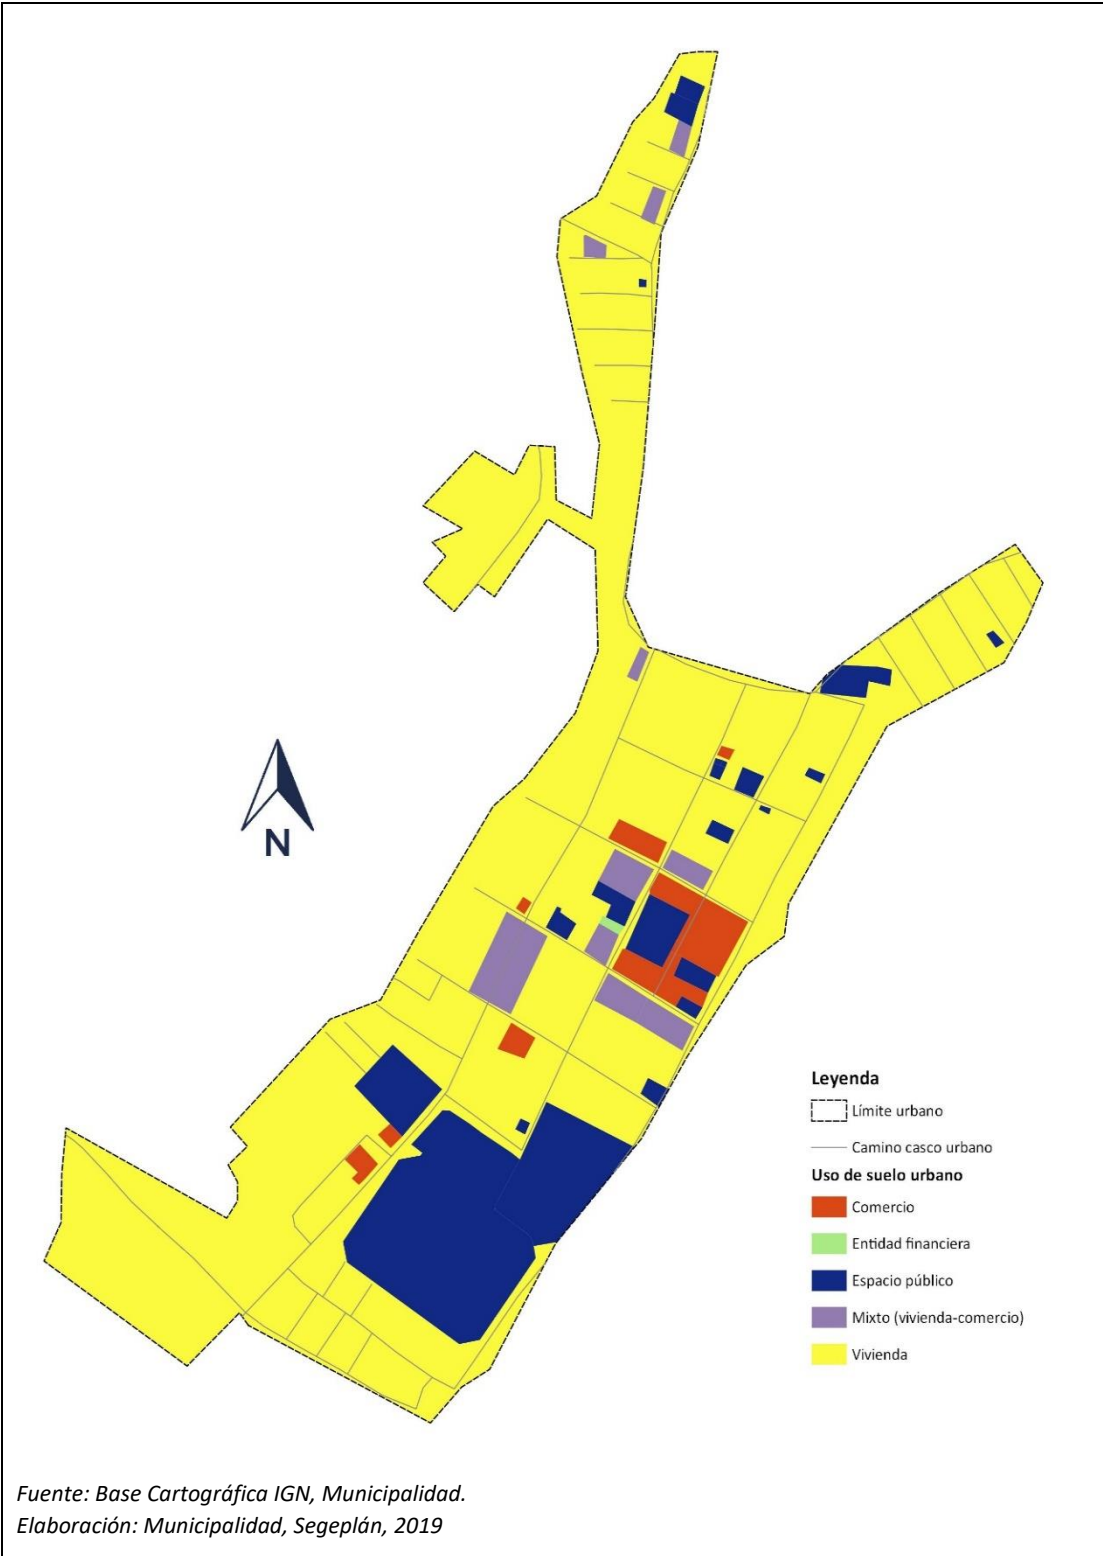 N
Leyenda
Límite urbano
Camino casco urbano
Uso de suelo urbano
Comercio
Entidad financiera
Espacio público
Mixto (vivienda-comercio)
Vivienda
Fuente: Base Cartográfica IGN, Municipalidad.
Elaboración: Municipalidad, Segeplán, 2019